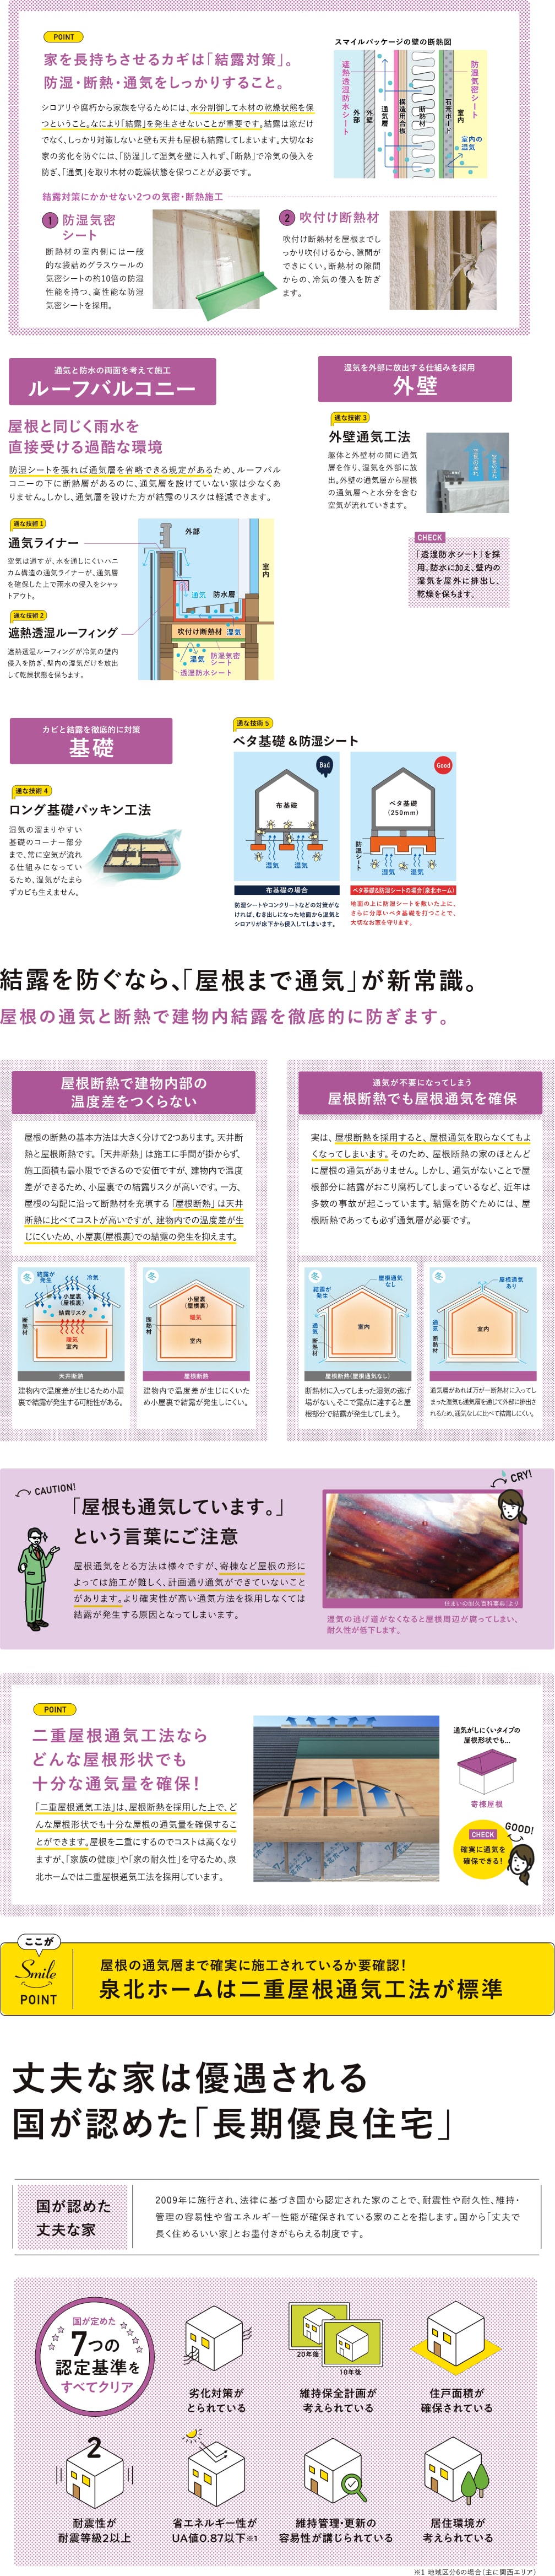 POINT
家を長持ちさせるカギは「結露対策」。
防湿・断熱・通気をしっかりすること。
シロアリや腐朽から家族を守るためには、水分制御して木材の乾燥状態を保
つということ。なにより「結露」を発生させないことが重要です。結露は窓だけ
でなく、しっかり対策しないと壁も天井も屋根も結露してしまいます。大切なお
家の劣化を防ぐには、「防湿」して湿気を壁に入れず、「断熱」で冷気の侵入を
防ぎ、「通気」を取り木材の乾燥状態を保つことが必要です。
スマイルパッケージの壁の断熱図
遮熱透湿防水シート
外部
外壁
通気層
構造用合板
断熱材
石膏ボード
室内
防湿気密シート
室内の
湿気
結露対策にかかせない2つの気密・断熱施工
1 防湿気密
シート
断熱材の室内側には一般
的な袋詰めグラスウールの
気密シートの約10倍の防湿
性能を持つ、高性能な防湿
気密シートを採用。
2 吹付け断熱材
吹付け断熱材を屋根までし
っかり吹付けるから、隙間が
できにくい。断熱材の隙間
からの、冷気の侵入を防ぎ
ます。
通気と防水の両面を考えて施工
ルーフバルコニー
屋根と同じく雨水を
直接受ける過酷な環境
防湿シートを張れば通気層を省略できる規定があるため、ルーフバル
コニーの下に断熱層があるのに、通気層を設けていない家は少なくあ
りません。しかし、通気層を設けた方が結露のリスクは軽減できます。
適な技術 1
通気ライナー
空気は通すが、水を通しにくいハニ
カム構造の通気ライナーが、通気層
を確保した上で雨水の侵入をシャッ
トアウト。
適な技術 2
遮熱透湿ルーフィング
遮熱透湿ルーフィングが冷気の壁内
侵入を防ぎ、壁内の湿気だけを放出
して乾燥状態を保ちます。
外部
室内
通気
防水層
吹付け断熱材
湿気
湿気
防湿気密
シート
透湿防水シート
湿気を外部に放出する仕組みを採用
外壁
適な技術 3
外壁通気工法
躯体と外壁材の間に通気
層を作り、湿気を外部に放
出。外壁の通気層から屋根
の通気層へと水分を含む
空気が流れていきます。
空気の流れ
空気の流れ
CHECK
「透湿防水シート」を採
用。防水に加え、壁内の
湿気を屋外に排出し、
乾燥を保ちます。
カビと結露を徹底的に対策
基礎
適な技術 4
ロング基礎パッキン工法
湿気の溜まりやすい
基礎のコーナー部分
まで、常に空気が流れ
る仕組みになってい
るため、湿気がたまら
ずカビも生えません。
適な技術 5
ベタ基礎＆防湿シート
Bad
布基礎
湿気
湿気
布基礎の場合
防湿シートやコンクリートなどの対策がな
ければ、むき出しになった地面から湿気と
シロアリが床下から侵入してしまいます。
Good
ベタ基礎
(250mm)
防湿シート
湿気
湿気
ベタ基礎&防湿シートの場合(泉北ホーム)
地面の上に防湿シートを敷いた上に、
さらに分厚いベタ基礎を打つことで、
大切なお家を守ります。
結露を防ぐなら、「屋根まで通気」が新常識。
屋根の通気と断熱で建物内結露を徹底的に防ぎます。
屋根断熱で建物内部の
温度差をつくらない
屋根の断熱の基本方法は大きく分けて2つあります。天井断
熱と屋根断熱です。「天井断熱」は施工に手間が掛からず、
施工面積も最小限でできるので安価ですが、建物内で温度
差ができるため、小屋裏での結露リスクが高いです。一方、
屋根の勾配に沿って断熱材を充填する「屋根断熱」は天井
断熱に比べてコストが高いですが、建物内での温度差が生
じにくいため、小屋裏(屋根裏)での結露の発生を抑えます。
冬
結露が
発生
冷気
小屋裏
(屋根裏)
結露リスク
断熱材
暖気
室内
天井断熱
建物内で温度差が生じるため小屋
裏で結露が発生する可能性がある。
冬
小屋裏
(屋根裏)
暖気
断熱材
室内
屋根断熱
建物内で温度差が生じにくいた
め小屋裏で結露が発生しにくい。
通気が不要になってしまう
屋根断熱でも屋根通気を確保
実は、屋根断熱を採用すると、屋根通気を取らなくてもよ
くなってしまいます。そのため、屋根断熱の家のほとんど
に屋根の通気がありません。しかし、通気がないことで屋
根部分に結露がおこり腐朽してしまっているなど、近年は
多数の事故が起こっています。結露を防ぐためには、屋
根断熱であっても必ず通気層が必要です。
冬
結露が
発生
屋根通気
なし
通気
断熱材
室内
屋根断熱(屋根通気なし)
断熱材に入ってしまった湿気の逃げ
場がない。そこで露点に達すると屋
根部分で結露が発生してしまう。
冬
屋根通気
あり
通気
断熱材
室内
通気層があれば万が一断熱材に入ってし
まった湿気も通気層を通じて外部に排出さ
れるため、通気なしに比べて結露しにくい。
CAUTION!
「屋根も通気しています。」
という言葉にご注意
屋根通気をとる方法は様々ですが、寄棟など屋根の形に
よっては施工が難しく、計画通り通気ができていないこと
があります。より確実性が高い通気方法を採用しなくては
結露が発生する原因となってしまいます。
CRY!
住まいの耐久百科事典:より
湿気の逃げ道がなくなると屋根周辺が腐ってしまい、
耐久性が低下します。
POINT
二重屋根通気工法なら
どんな屋根形状でも
十分な通気量を確保！
「二重屋根通気工法」は、屋根断熱を採用した上で、ど
んな屋根形状でも十分な屋根の通気量を確保するこ
とができます。屋根を二重にするのでコストは高くなり
ますが、「家族の健康」や「家の耐久性」を守るため、泉
北ホームでは二重屋根通気工法を採用しています。
通気がしにくいタイプの
屋根形状でも…
寄棟屋根
GOOD!
CHECK
確実に通気を
確保できる！
ここが
Smile
POINT
屋根の通気層まで確実に施工されているか要確認！
泉北ホームは二重屋根通気工法が標準
丈夫な家は優遇される
国が認めた「長期優良住宅」
国が認めた
丈夫な家
2009年に施行され、法律に基づき国から認定された家のことで、耐震性や耐久性、維持・
管理の容易性や省エネルギー性能が確保されている家のことを指します。国から「丈夫で
長く住めるいい家」とお墨付きがもらえる制度です。
国が定めた
7つの
認定基準を
すべてクリア
劣化対策が
とられている
20年後
10年後
維持保全計画が
考えられている
住戸面積が
確保されている
2
耐震性が
耐震等級2以上
省エネルギー性が
UA値0.87以下※1
維持管理・更新の
容易性が講じられている
居住環境が
考えられている
※1 地域区分6の場合(主に関西エリア)